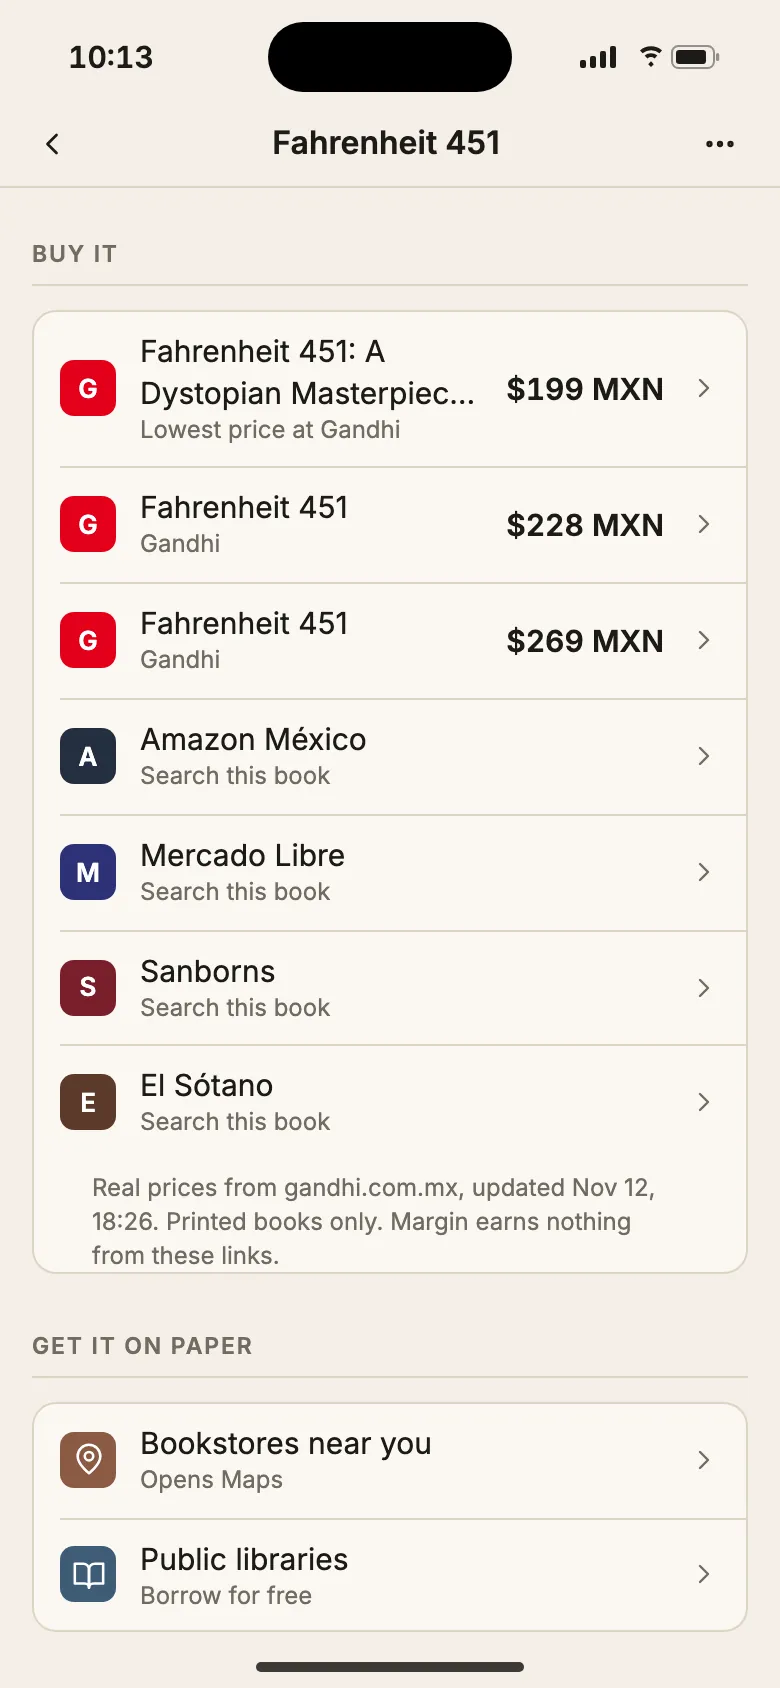 10:13
Fahrenheit 451
BUY IT
G
Fahrenheit 451: A
Dystopian Masterpiec...
Lowest price at Gandhi
$199 MXN
G
Fahrenheit 451
Gandhi
$228 MXN
G
Fahrenheit 451
Gandhi
$269 MXN
A
Amazon México
Search this book
M
Mercado Libre
Search this book
S
Sanborns
Search this book
E
El Sótano
Search this book
Real prices from gandhi.com.mx, updated Nov 12,
18:26. Printed books only. Margin earns nothing
from these links.
GET IT ON PAPER
Bookstores near you
Opens Maps
Public libraries
Borrow for free